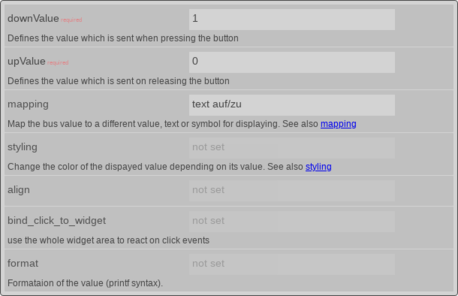 downValue required
1
Defines the value which is sent when pressing the button
upValue required
0
Defines the value which is sent on releasing the button
mapping
text auf/zu
Map the bus value to a different value, text or symbol for displaying. See also mapping
styling
not set
Change the color of the dispayed value depending on its value. See also styling
align
not set
bind_click_to_widget
not set
use the whole widget area to react on click events
format
not set
Formataion of the value (printf syntax).